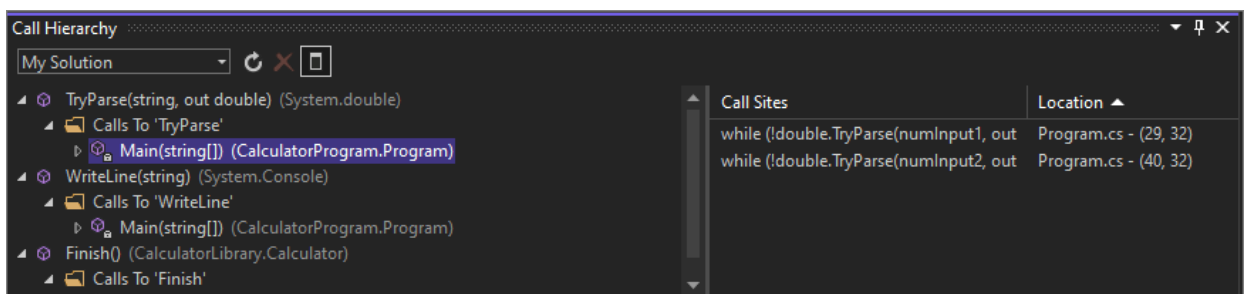 Call Hierarchy
My Solution
TryParse(string, out double) (System.double)
Calls To 'TryParse'
Main(string[]) (CalculatorProgram.Program)
WriteLine(string) (System.Console)
Calls To 'WriteLine'
Main(string[]) (CalculatorProgram.Program)
Finish() (CalculatorLibrary.Calculator)
Calls To 'Finish'
Call Sites Location
while (!double.TryParse(numInput1, out Program.cs - (29, 32)
while (!double.TryParse(numInput2, out Program.cs - (40, 32)